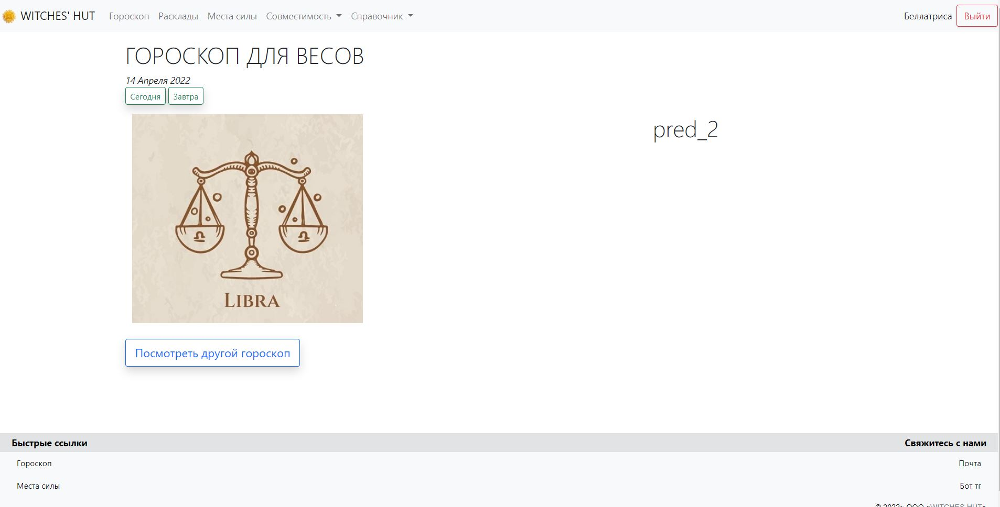 WITCHES' HUT Гороскоп Расклады Места силы Совместимость Справочник Беллатриса Выйти
ГОРОСКОП ДЛЯ ВЕСОВ
14 Апреля 2022
Сегодня Завтра
pred_2
LIBRA
Посмотреть другой гороскоп
Быстрые ссылки Свяжитесь с нами
Гороскоп Почта
Места силы Бот тг
© 2022~ ООО «WITCHES HUT»